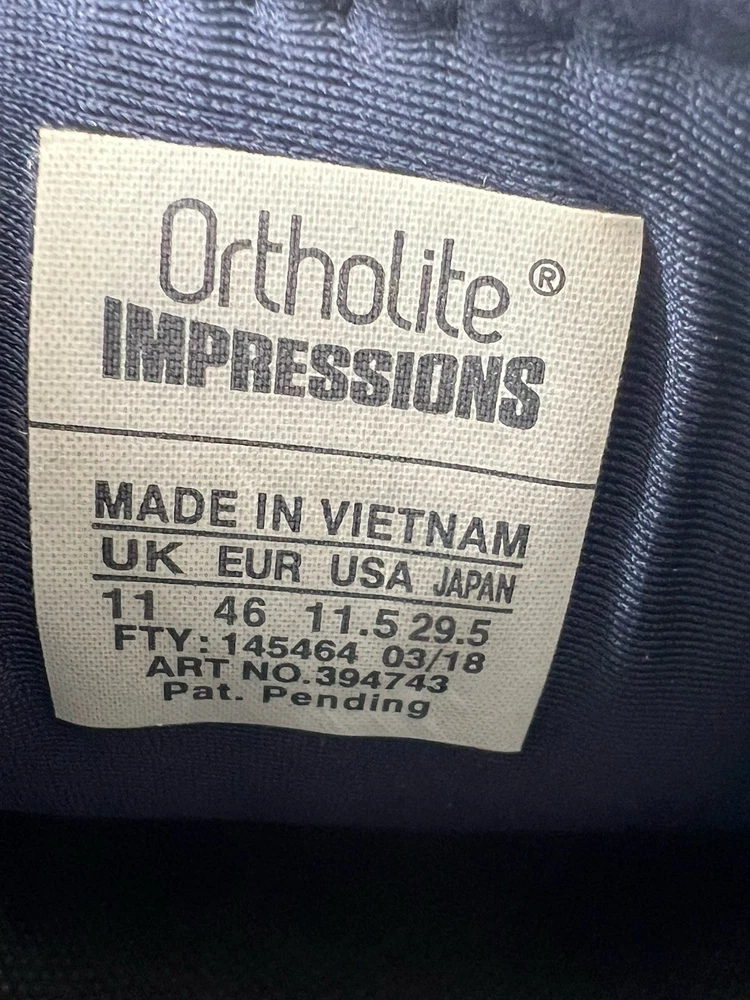 Ortholite®
IMPRESSIONS
MADE IN VIETNAM
UK EUR USA JAPAN
11 46 11.5 29.5
FTY: 145464 03/18
ART NO.394743
Pat. Pending